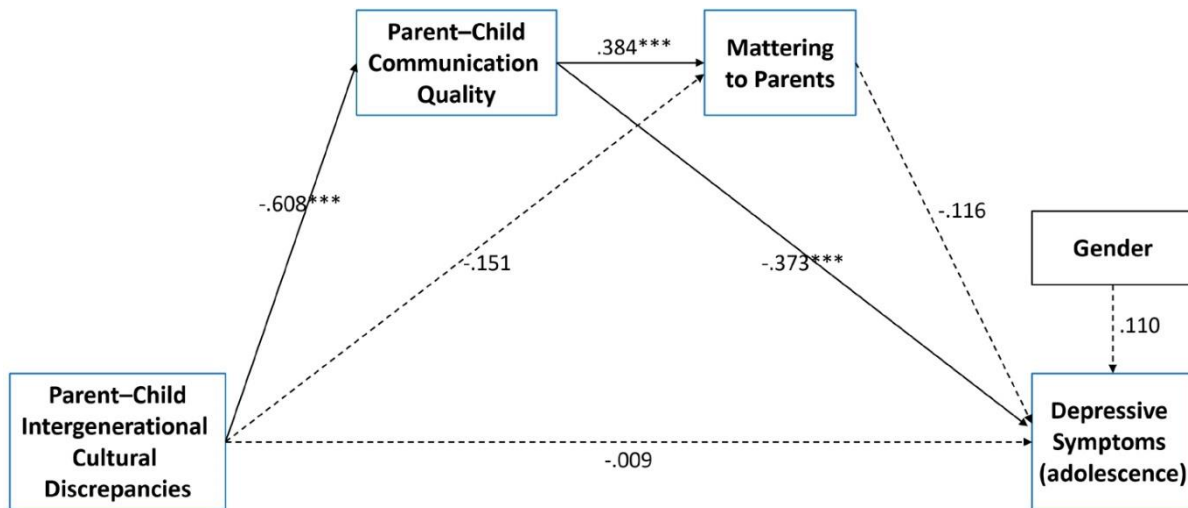 Parent–Child
Communication
Quality
.384***
Mattering
to Parents
-.608***
-.151
-.373***
-.116
Gender
.110
Parent–Child
Intergenerational
Cultural
Discrepancies
-.009
Depressive
Symptoms
(adolescence)